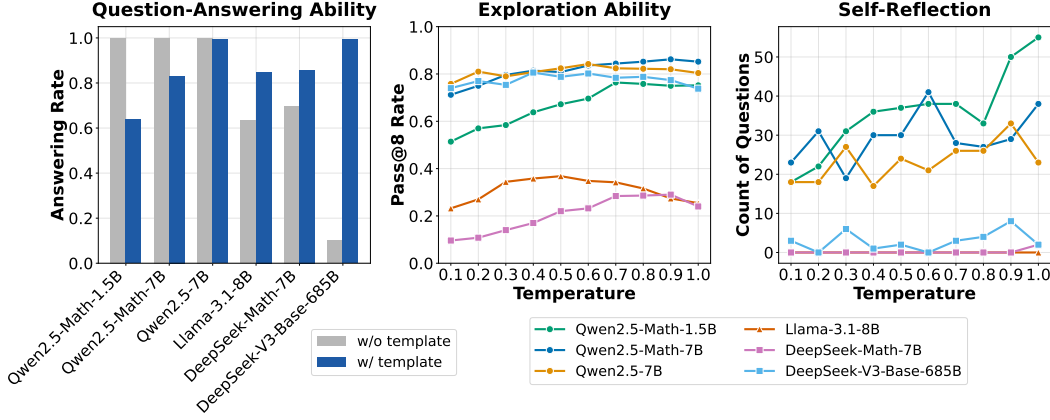 Question-Answering Ability
Answering Rate
1.0
0.8
0.6
0.4
0.2
0.0
Qwen2.5-Math-1.5B
Qwen2.5-Math-7B
Qwen2.5-7B
Llama-3.1-8B
DeepSeek-Math-7B
DeepSeek-V3-Base-685B
w/o template
w/ template
Exploration Ability
Pass@8 Rate
1.0
0.8
0.6
0.4
0.2
0.0
0.1 0.2 0.3 0.4 0.5 0.6 0.7 0.8 0.9 1.0
Temperature
Self-Reflection
Count of Questions
50
40
30
20
10
0
0.1 0.2 0.3 0.4 0.5 0.6 0.7 0.8 0.9 1.0
Temperature
Qwen2.5-Math-1.5B
Qwen2.5-Math-7B
Qwen2.5-7B
Llama-3.1-8B
DeepSeek-Math-7B
DeepSeek-V3-Base-685B